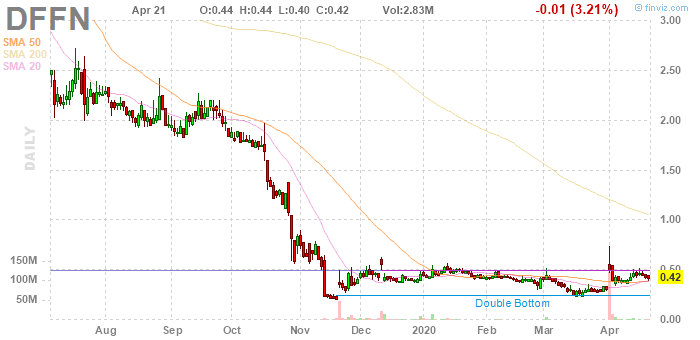 DFFN
Apr 21 O:0.44 H:0.44 L:0.40 C:0.42 Vol:2.83M -0.01 (3.21%)
© finviz.com
SMA 50
SMA 200
SMA 20
DAILY
3.00
2.50
2.00
1.50
1.00
0.50
0.42
0.00
150M
100M
50M
Double Bottom
Aug Sep Oct Nov Dec 2020 Feb Mar Apr